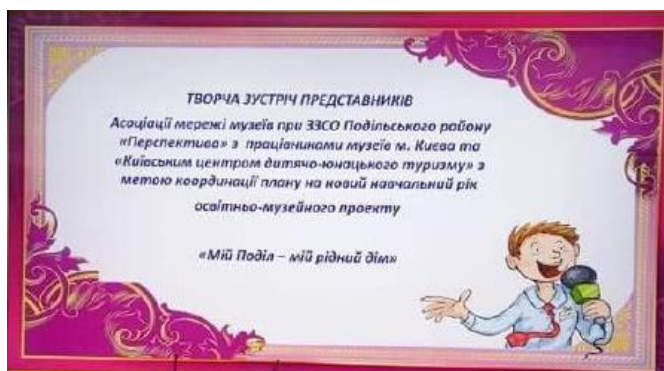 ТВОРЧА ЗУСТРІЧ ПРЕДСТАВНИКІВ
Асоціації мережі музеїв при ЗЗСО Подільського району
«Перспектива» з працівниками музеїв м. Києва та
«Київським центром дитячо-юнацького туризму» з
метою координації плану на новий навчальний рік
освітньо-музейного проекту
«Мій Поділ – мій рідний дім»